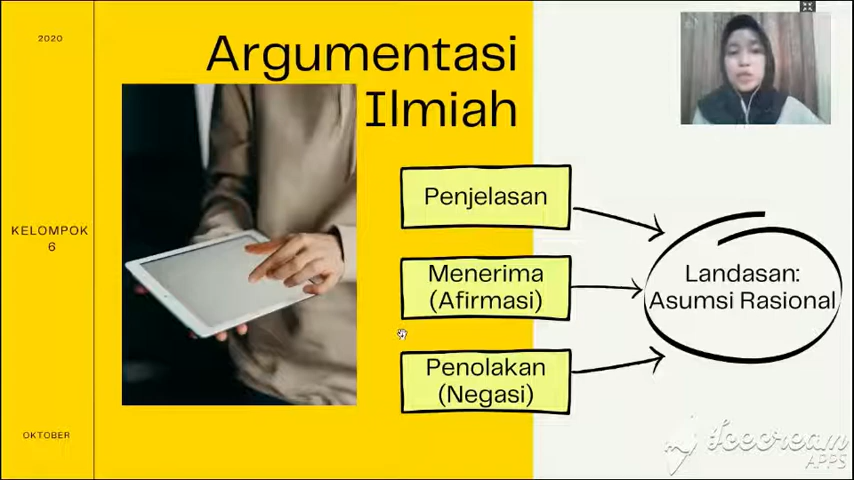 2020
Argumentasi
Ilmiah
KELOMPOK
6
Penjelasan
Menerima
(Afirmasi)
Penolakan
(Negasi)
Landasan:
Asumsi Rasional
OKTOBER
Icecream
APPS